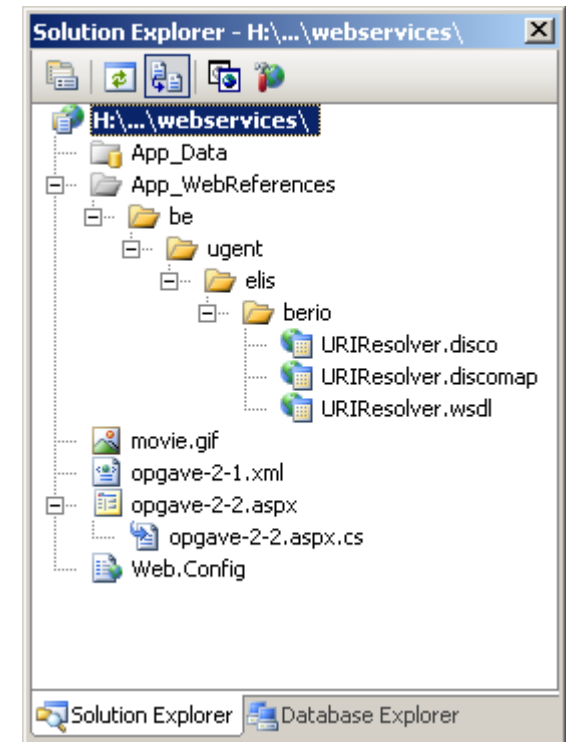 Solution Explorer - H:\...\webservices\
H:\...\webservices\
App_Data
App_WebReferences
be
ugent
elis
berio
URIResolver.disco
URIResolver.discomap
URIResolver.wsdl
movie.gif
opgave-2-1.xml
opgave-2-2.aspx
opgave-2-2.aspx.cs
Web.Config
Solution Explorer Database Explorer